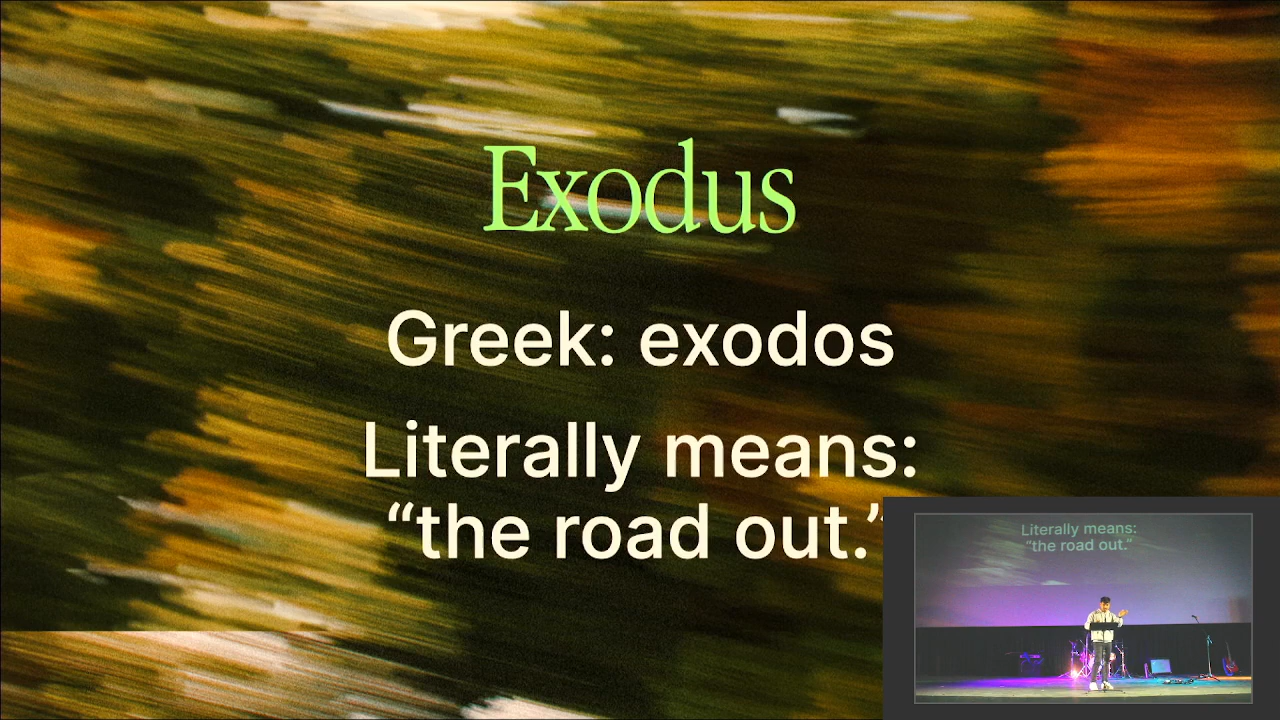 Exodus
Greek: exodos
Literally means:
“the road out.”
Literally means:
“the road out.”